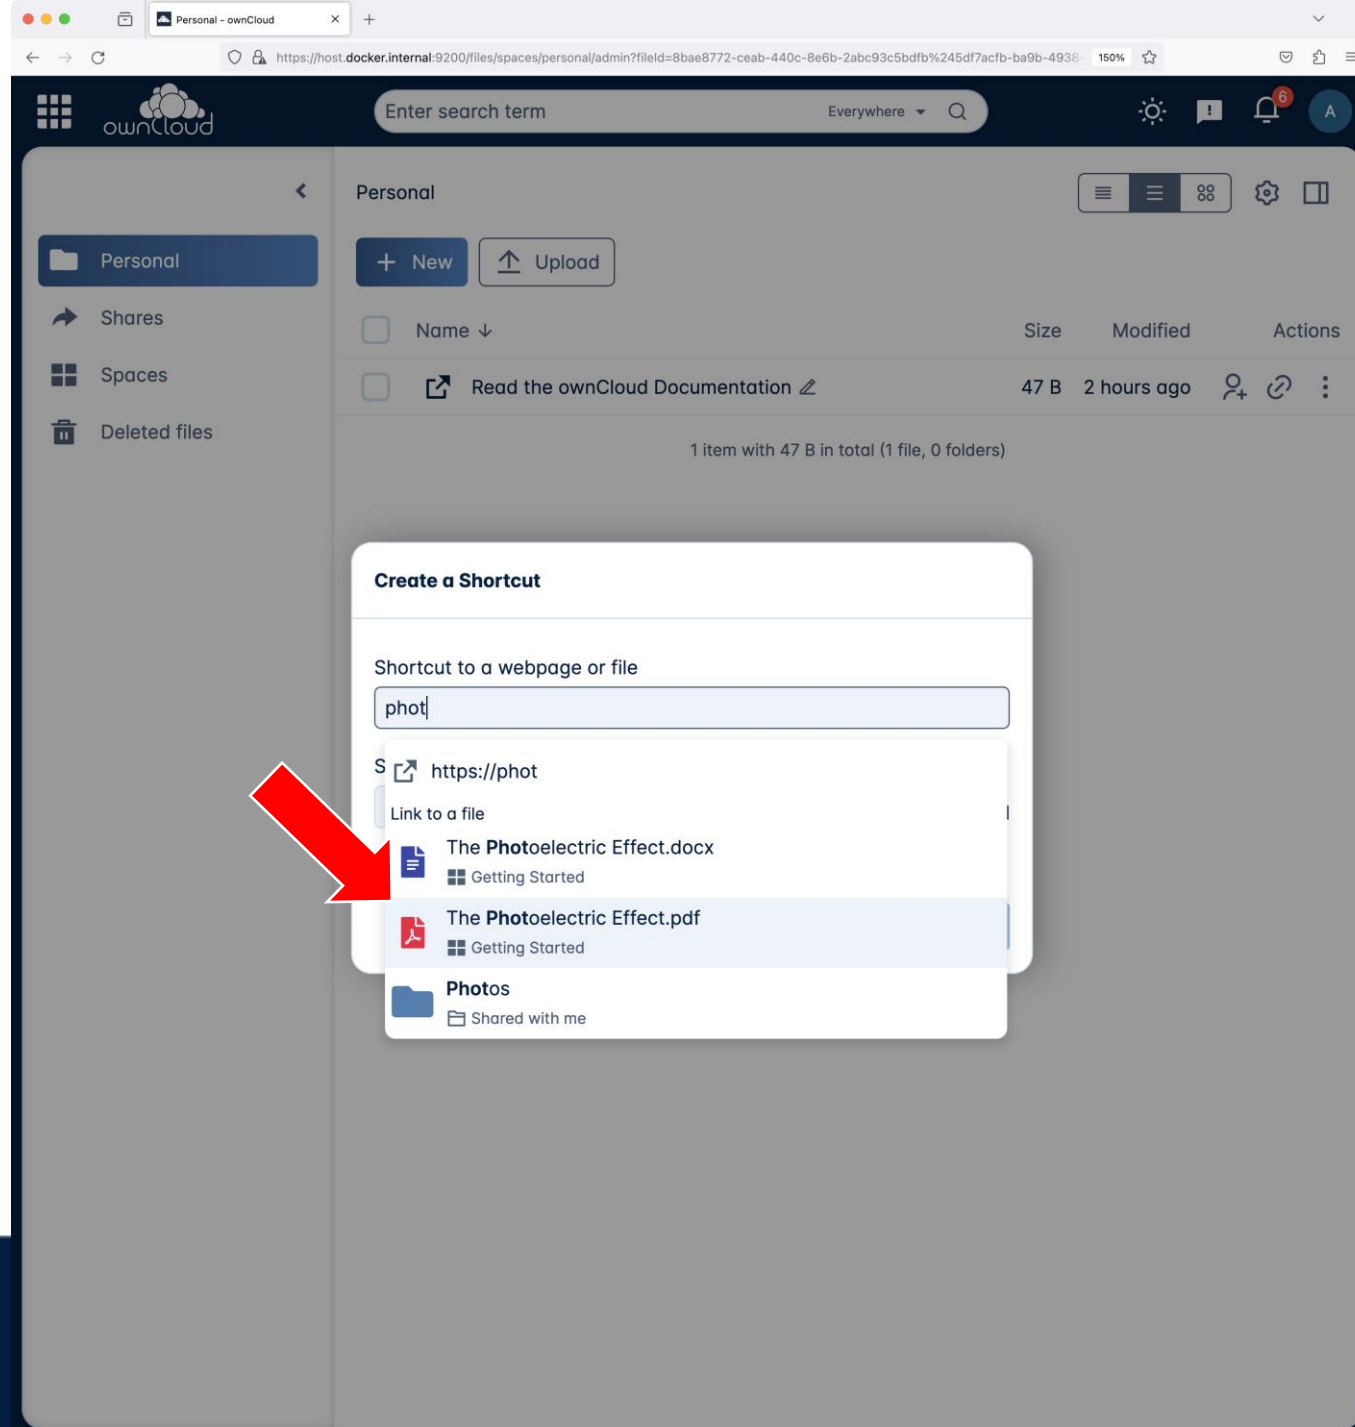 Personal - ownCloud
https://host.docker.internal:9200/files/spaces/personal/admin?fileId=8bae8772-ceab-440c-8e6b-2abc93c5bdfb%245df7acfb-ba9b-4938-
150%
ownCloud
Enter search term
Everywhere
6
A
Personal
Personal
New
Upload
Shares
Name
Size
Modified
Actions
Spaces
Read the ownCloud Documentation
47 B
2 hours ago
Deleted files
1 item with 47 B in total (1 file, 0 folders)
Create a Shortcut
Shortcut to a webpage or file
phot
S
https://phot
Link to a file
The Photoelectric Effect.docx
Getting Started
The Photoelectric Effect.pdf
Getting Started
Photos
Shared with me